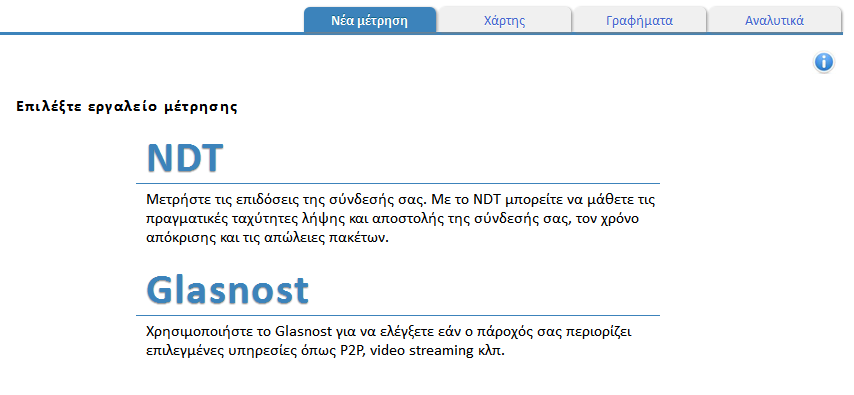 Νέα μέτρηση
Χάρτης
Γραφήματα
Αναλυτικά
Επιλέξτε εργαλείο μέτρησης
NDT
Μετρήστε τις επιδόσεις της σύνδεσής σας. Με το NDT μπορείτε να μάθετε τις
πραγματικές ταχύτητες λήψης και αποστολής της σύνδεσής σας, τον χρόνο
απόκρισης και τις απώλειες πακέτων.
Glasnost
Χρησιμοποιήστε το Glasnost για να ελέγξετε εάν ο πάροχός σας περιορίζει
επιλεγμένες υπηρεσίες όπως P2P, video streaming κλπ.